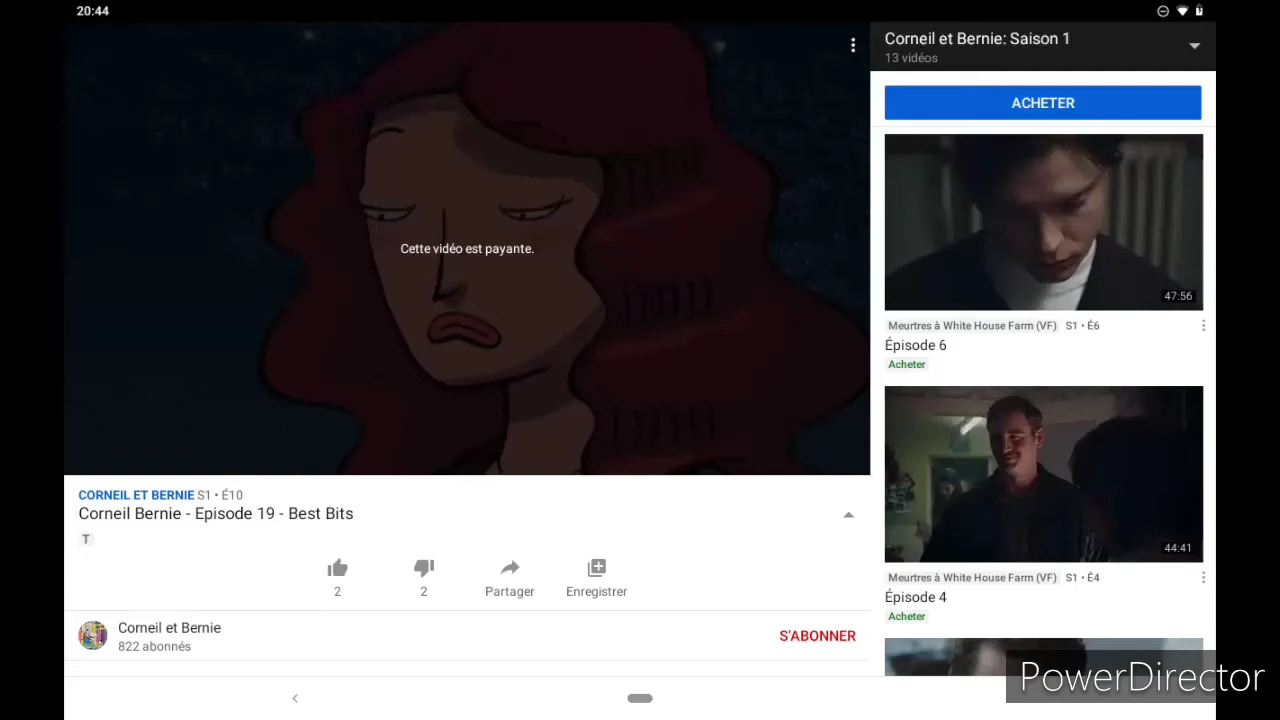 20:44
Cette vidéo est payante.
CORNEIL ET BERNIE S1 • É10
Corneil Bernie - Episode 19 - Best Bits
T
2
2
Partager
Enregistrer
Corneil et Bernie
822 abonnés
S'ABONNER
Corneil et Bernie: Saison 1
13 vidéos
ACHETER
47:56
Meurtres à White House Farm (VF) S1 • É6
Épisode 6
Acheter
44:41
Meurtres à White House Farm (VF) S1 • É4
Épisode 4
Acheter
PowerDirector